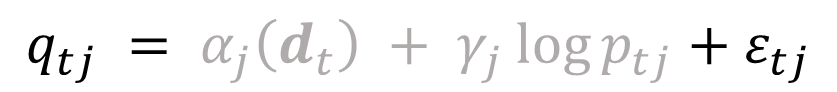 q_{tj} = α_j(𝒅_t) + γ_j log p_{tj} + ε_{tj}